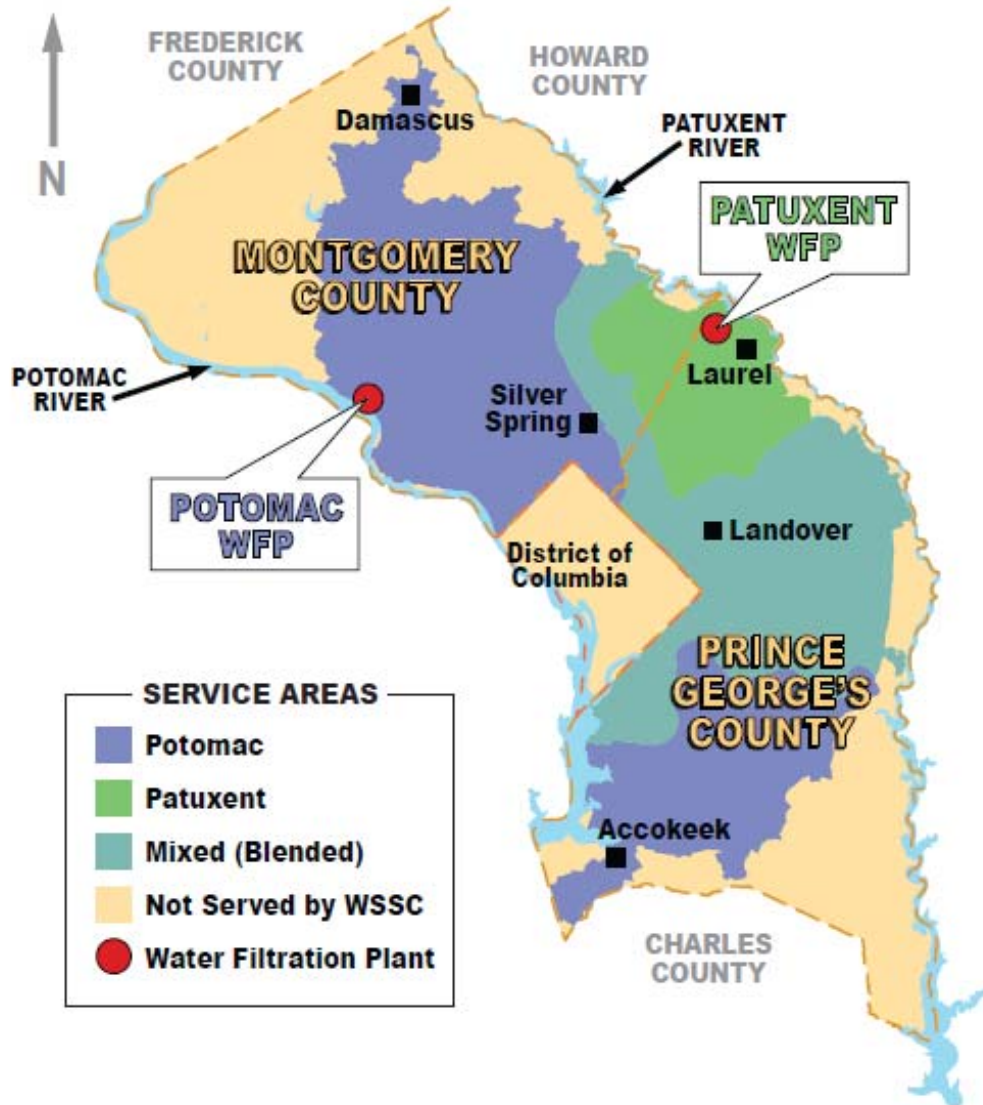 FREDERICK
COUNTY
HOWARD
COUNTY
N
Damascus
PATUXENT
RIVER
PATUXENT
WFP
MONTGOMERY
COUNTY
POTOMAC
RIVER
Laurel
Silver
Spring
POTOMAC
WFP
Landover
District of
Columbia
PRINCE
GEORGE'S
COUNTY
SERVICE AREAS
Potomac
Patuxent
Mixed (Blended)
Not Served by WSSC
Water Filtration Plant
Accokeek
CHARLES
COUNTY